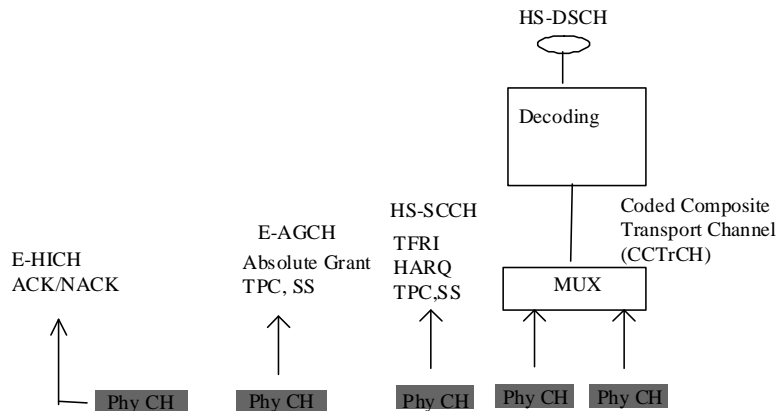 HS-DSCH
Decoding
Coded Composite
Transport Channel
(CCTrCH)
HS-SCCH
TFRI
HARQ
TPC,SS
E-AGCH
Absolute Grant
TPC, SS
E-HICH
ACK/NACK
MUX
Phy CH
Phy CH
Phy CH
Phy CH
Phy CH